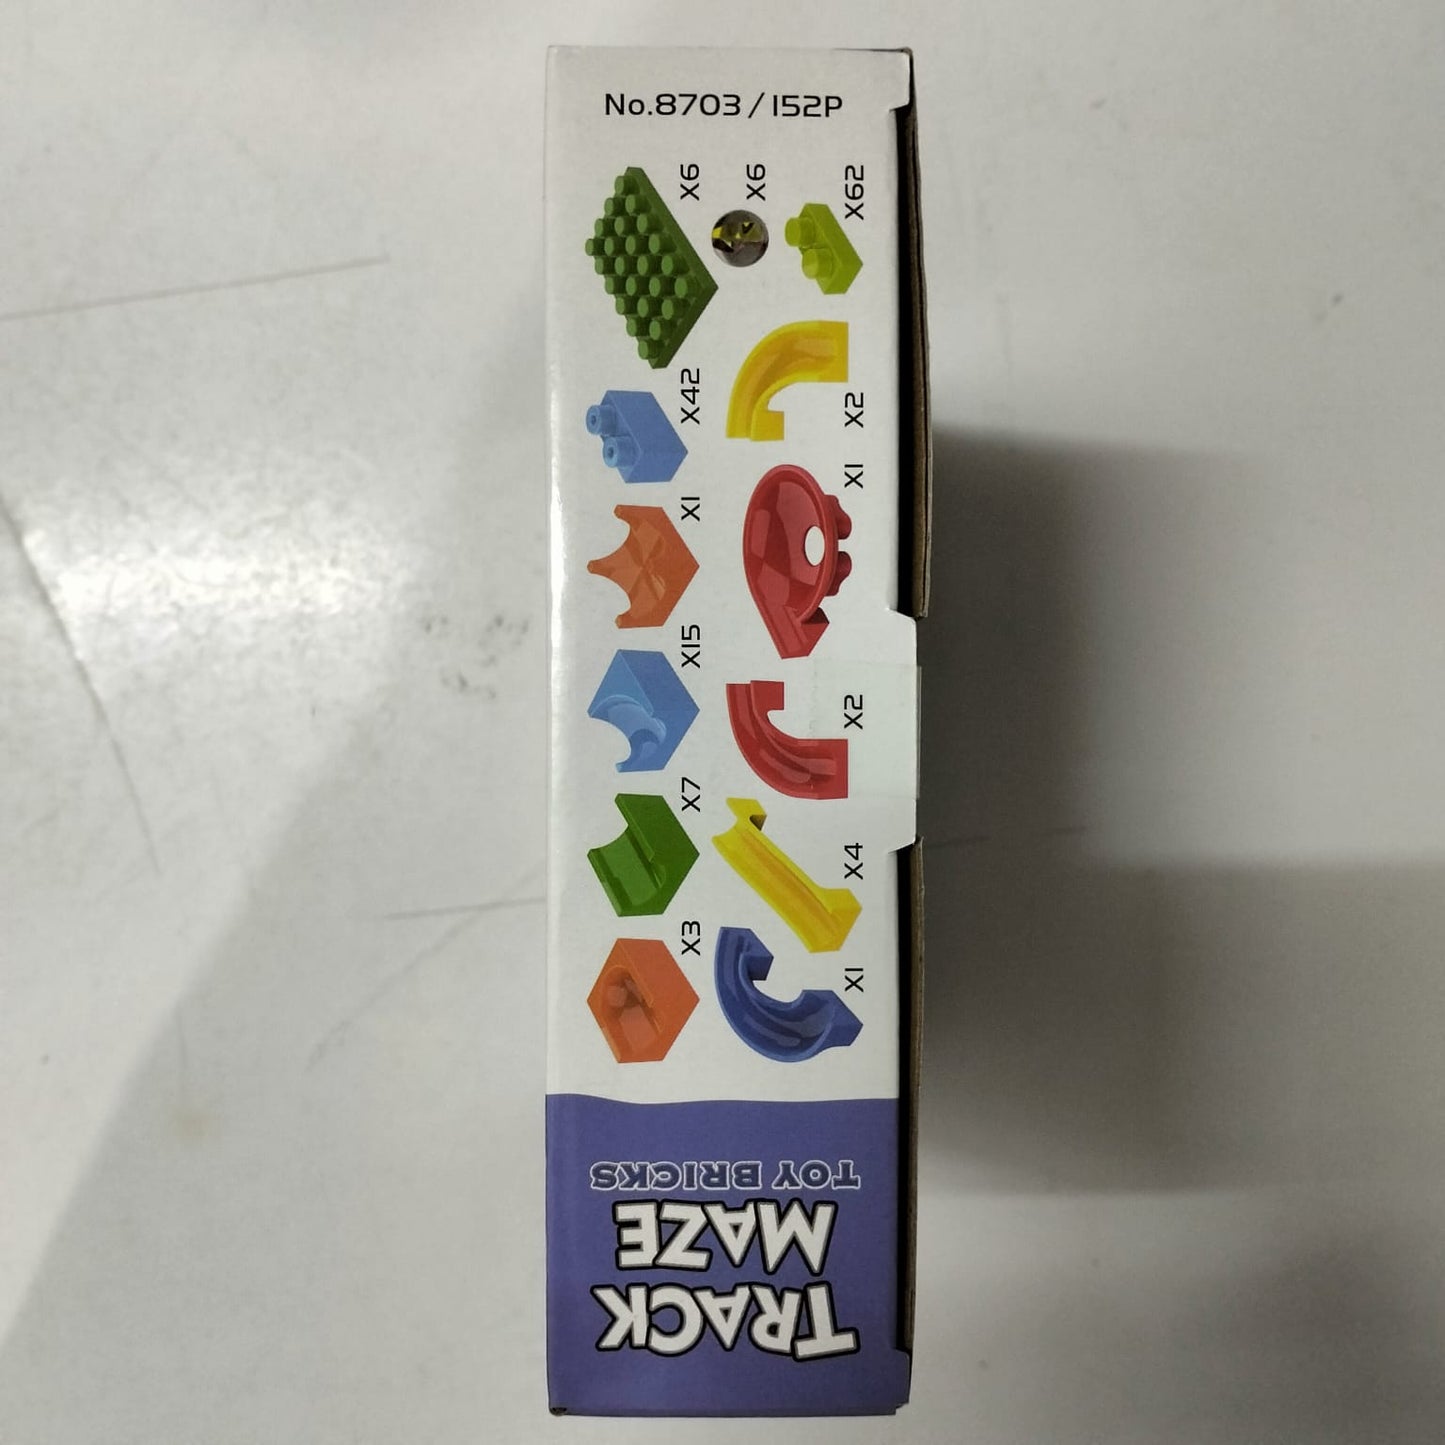 No.8703 / 152P
X6
X6
X62
X42
X2
X1
X1
X15
X2
X7
X4
X3
X1
TRACK
MAZE
TOY BRICKS